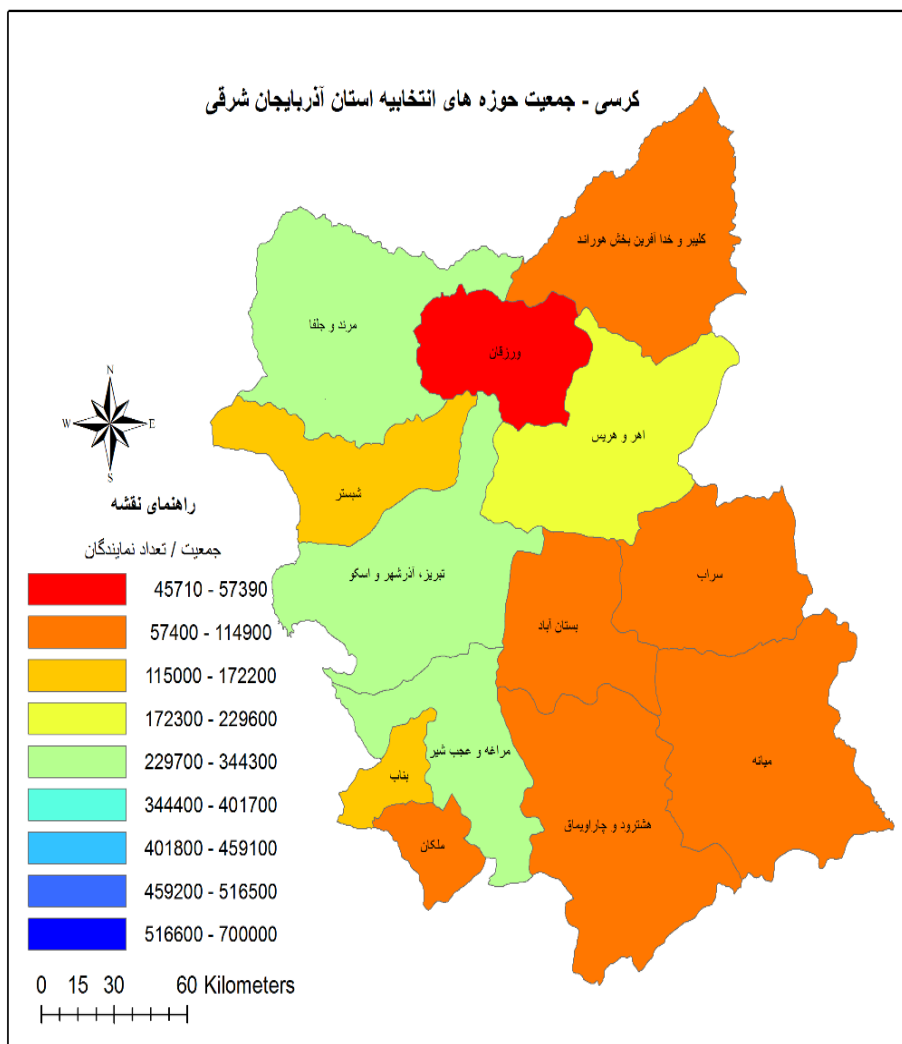 کرسی - جمعیت حوزه های انتخابیه استان آذربایجان شرقی
کلیبر و خدا آفرین بخش هوراند
مرند و جلفا
ورزقان
اهر و هریس
شبستر
تبریز، آذرشهر و اسکو
سراب
بستان آباد
مراغه و عجب شیر
بناب
میانه
هشترود و چاراویماق
ملکان
N
W E
S
راهنمای نقشه
جمعیت / تعداد نمایندگان
45710 - 57390
57400 - 114900
115000 - 172200
172300 - 229600
229700 - 344300
344400 - 401700
401800 - 459100
459200 - 516500
516600 - 700000
0 15 30 60 Kilometers